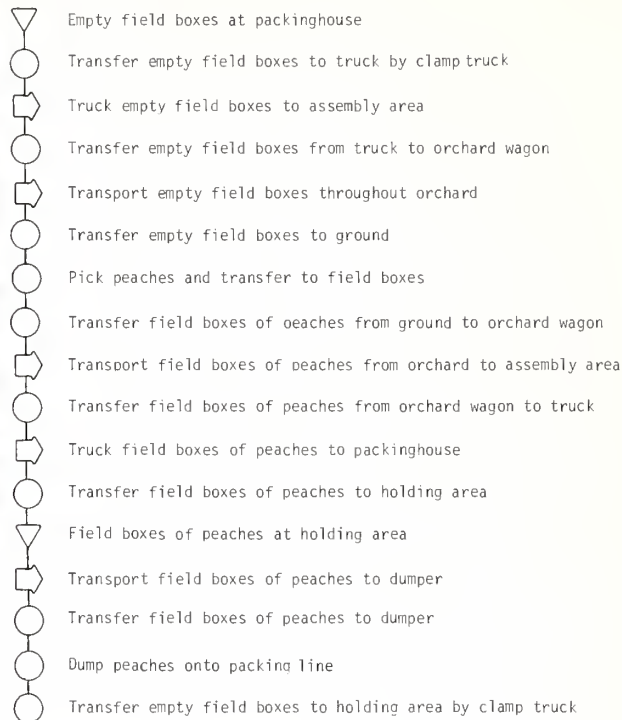 Empty field boxes at packinghouse
Transfer empty field boxes to truck by clamp truck
Truck empty field boxes to assembly area
Transfer empty field boxes from truck to orchard wagon
Transport empty field boxes throughout orchard
Transfer empty field boxes to ground
Pick peaches and transfer to field boxes
Transfer field boxes of oeaches from ground to orchard wagon
Transport field boxes of peaches from orchard to assembly area
Transfer field boxes of peaches from orchard wagon to truck
Truck field boxes of peaches to packinghouse
Transfer field boxes of peaches to holding area
Field boxes of peaches at holding area
Transport field boxes of peaches to dumper
Transfer field boxes of peaches to dumper
Dump peaches onto packing line
Transfer empty field boxes to holding area by clamp truck